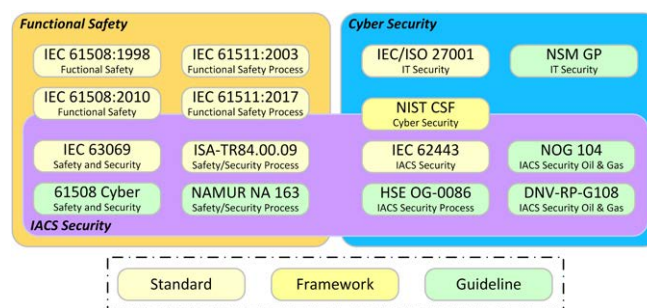 Functional Safety
Cyber Security
IEC 61508:1998
Fuctional Safety
IEC 61511:2003
Functional Safety Process
IEC/ISO 27001
IT Security
NSM GP
IT Security
IEC 61508:2010
Functional Safety
IEC 61511:2017
Functional Safety Process
NIST CSF
Cyber Security
IEC 63069
Safety and Security
ISA-TR84.00.09
Safety/Security Process
IEC 62443
IACS Security
NOG 104
IACS Security Oil & Gas
61508 Cyber
Safety and Security
NAMUR NA 163
Safety/Security Process
HSE OG-0086
IACS Security Process
DNV-RP-G108
IACS Security Oil & Gas
IACS Security
Standard
Framework
Guideline